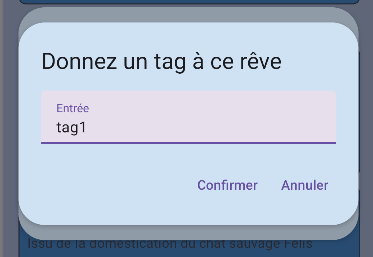 Donnez un tag à ce rêve
Entrée
tag1
Confirmer Annuler
Issu de la domestication du chat sauvage Felis